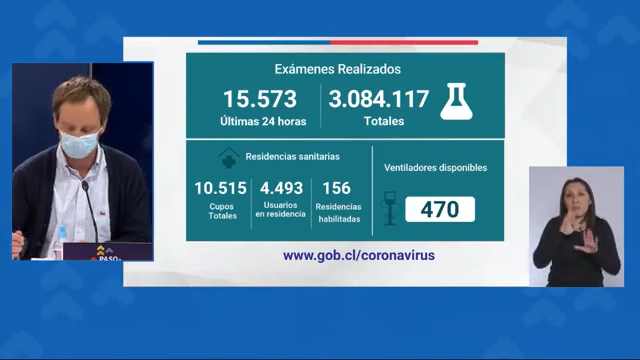 Exámenes Realizados
15.573
Últimas 24 horas
3.084.117
Totales
Residencias sanitarias
10.515
Cupos
Totales
4.493
Usuarios
en residencia
156
Residencias
habilitadas
Ventiladores disponibles
470
www.gob.cl/coronavirus
PASO